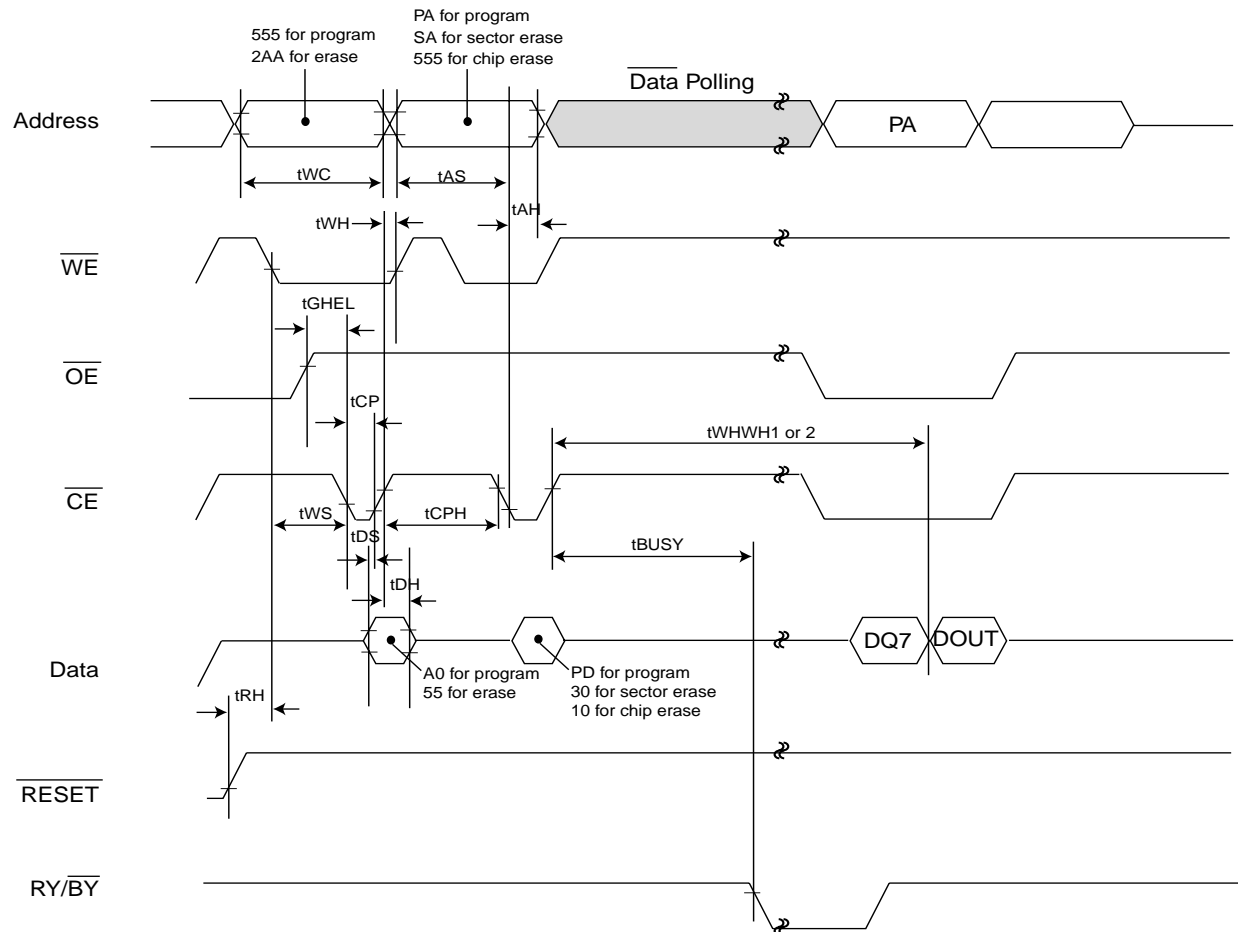 555 for program
2AA for erase
PA for program
SA for sector erase
555 for chip erase
Data Polling
Address
PA
tWC
tAS
tAH
tWH
WE
tGHEL
OE
tCP
tWHWH1 or 2
CE
tWS
tCPH
tDS
tBUSY
tDH
Data
DQ7
DOUT
A0 for program
55 for erase
PD for program
30 for sector erase
10 for chip erase
tRH
RESET
RY/BY